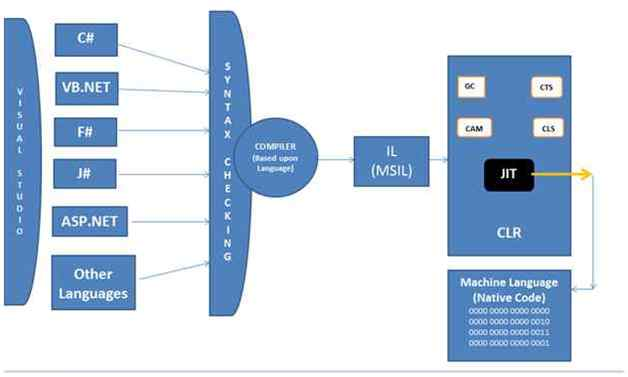 VISUAL STUDIO
C#
VB.NET
F#
J#
ASP.NET
Other
Languages
SYNTAX CHECKING
COMPILER
(Based upon
Language)
IL
(MSIL)
GC
CTS
CAM
CLS
JIT
CLR
Machine Language
(Native Code)
0000 0000 0000 0000
0000 0000 0000 0010
0000 0000 0000 0011
0000 0000 0000 0001